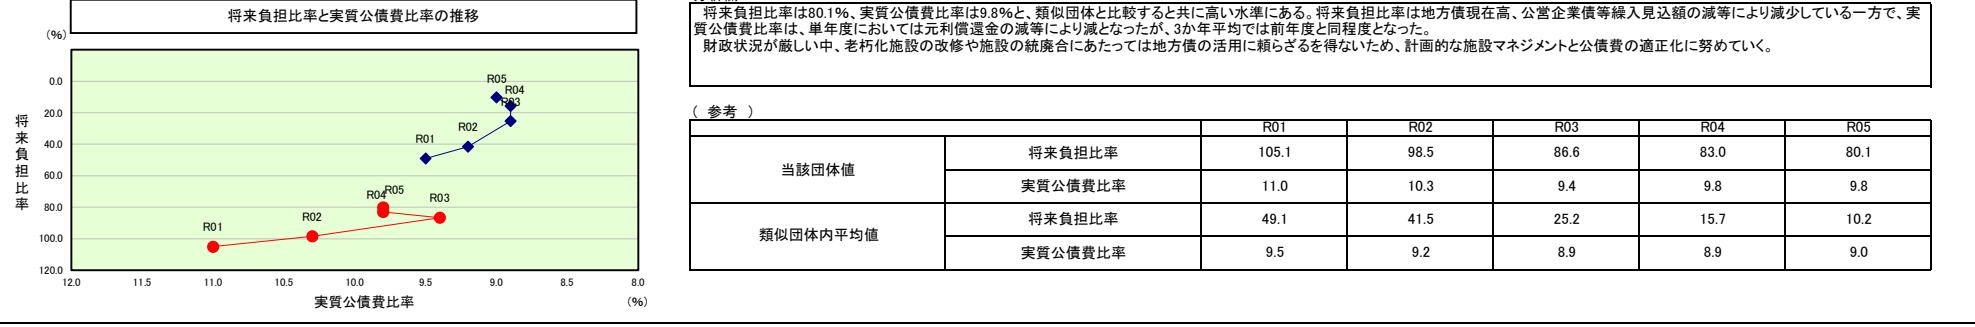 将来負担比率と実質公債費比率の推移
(%)
0.0
20.0
40.0
60.0
80.0
100.0
120.0
将来負担比率
R05
R04
R03
R02
R01
R04
R05
R03
R02
R01
12.0 11.5 11.0 10.5 10.0 9.5 9.0 8.5 8.0
実質公債費比率
(%)
将来負担比率は80.1%、実質公債費比率は9.8%と、類似団体と比較すると共に高い水準にある。将来負担比率は地方債現在高、公営企業債等繰入見込額の減等により減少している一方で、実
質公債費比率は、単年度においては元利償還金の減等により減となったが、3か年平均では前年度と同程度となった。
財政状況が厳しい中、老朽化施設の改修や施設の統廃合にあたっては地方債の活用に頼らざるを得ないため、計画的な施設マネジメントと公債費の適正化に努めていく。
( 参考 )
R01 R02 R03 R04 R05
当該団体値
将来負担比率 105.1 98.5 86.6 83.0 80.1
実質公債費比率 11.0 10.3 9.4 9.8 9.8
類似団体内平均値
将来負担比率 49.1 41.5 25.2 15.7 10.2
実質公債費比率 9.5 9.2 8.9 8.9 9.0